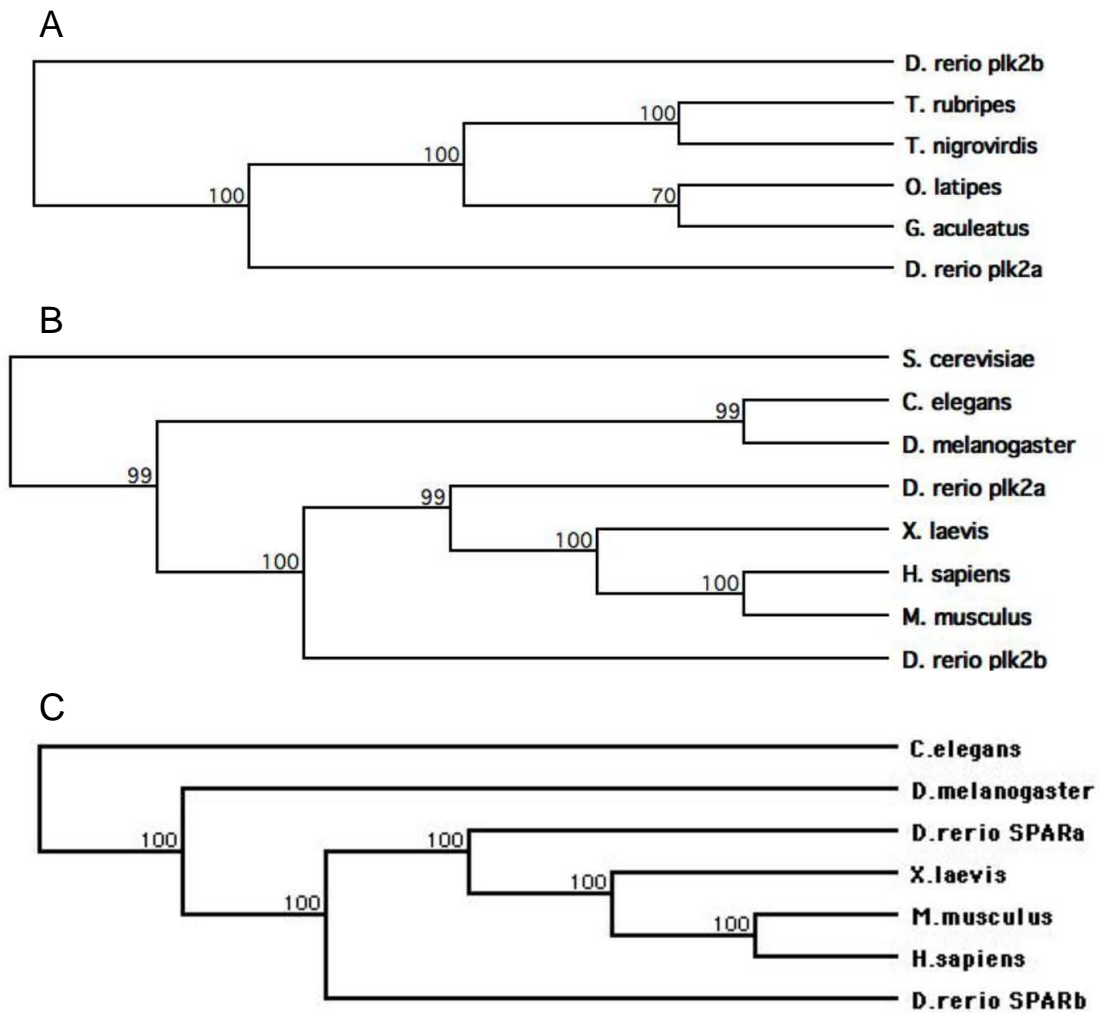 A
D. rerio plk2b
100
T. rubripes
100
T. nigrovirdis
100
70
O. latipes
G. aculeatus
D. rerio plk2a
B
S. cerevisiae
99
C. elegans
D. melanogaster
99
99
D. rerio plk2a
100
X. laevis
100
100
H. sapiens
M. musculus
D. rerio plk2b
C
C.elegans
D.melanogaster
100
100
D.rerio SPARa
100
X.laevis
100
100
M.musculus
H.sapiens
D.rerio SPARb